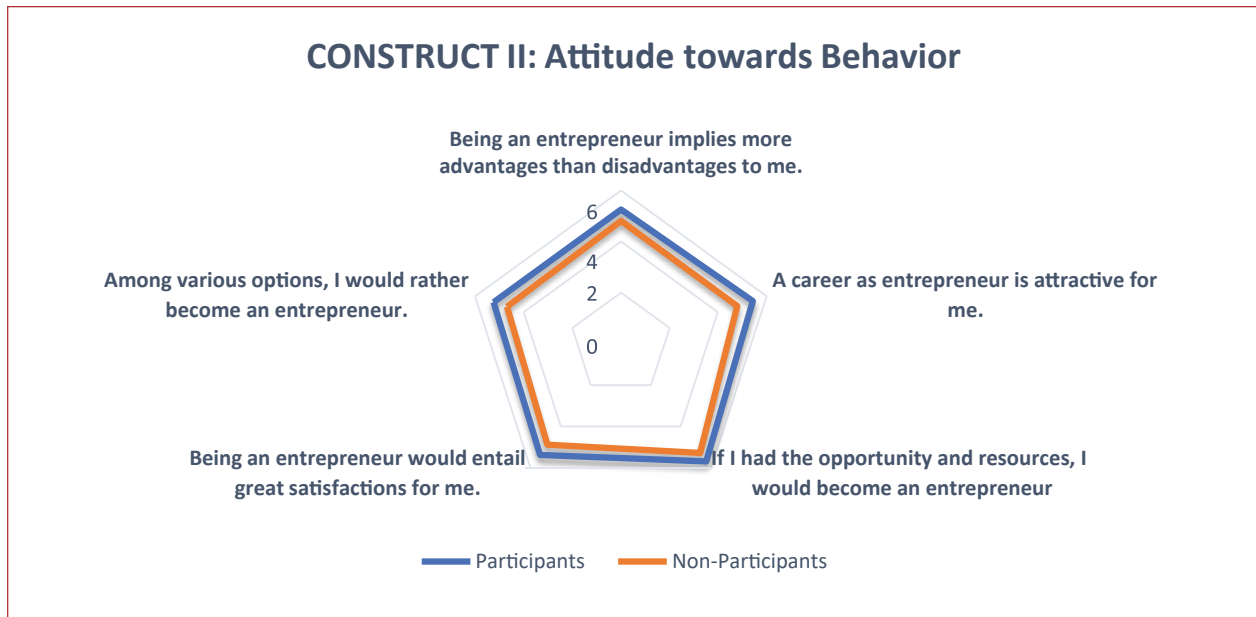 CONSTRUCT II: Attitude towards Behavior
Being an entrepreneur implies more
advantages than disadvantages to me.
6
4
2
0
Among various options, I would rather
become an entrepreneur.
A career as entrepreneur is attractive for
me.
Being an entrepreneur would entail
great satisfactions for me.
If I had the opportunity and resources, I
would become an entrepreneur
Participants
Non-Participants